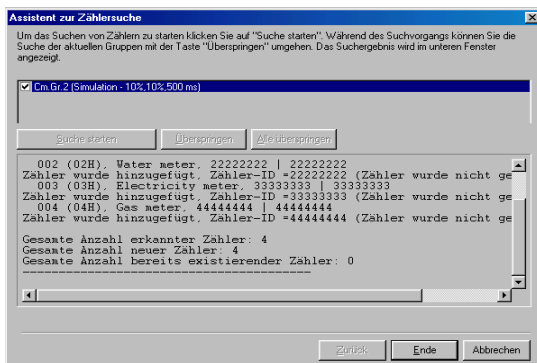 Assistent zur Zählersuche
Um das Suchen von Zählern zu starten klicken Sie auf "Suche starten". Während des Suchvorgangs können Sie die
Suche der aktuellen Gruppen mit der Taste "Überspringen" umgehen. Das Suchergebnis wird im unteren Fenster
angezeigt.
Cm.Gr.2 (Simulation - 10%,10%,500 ms)
Suche starten Überspringen Alle überspringen
002 (02H), Water meter, 22222222 | 22222222
Zähler wurde hinzugefügt, Zähler-ID =22222222 (Zähler wurde nicht ge
003 (03H), Electricity meter, 33333333 | 33333333
Zähler wurde hinzugefügt, Zähler-ID =33333333 (Zähler wurde nicht ge
004 (04H), Gas meter, 44444444 | 44444444
Zähler wurde hinzugefügt, Zähler-ID =44444444 (Zähler wurde nicht ge
Gesamte Anzahl erkannter Zähler: 4
Gesamte Anzahl neuer Zähler: 4
Gesamte Anzahl bereits existierender Zähler: 0
----------------------------------------
Zurück Ende Abbrechen